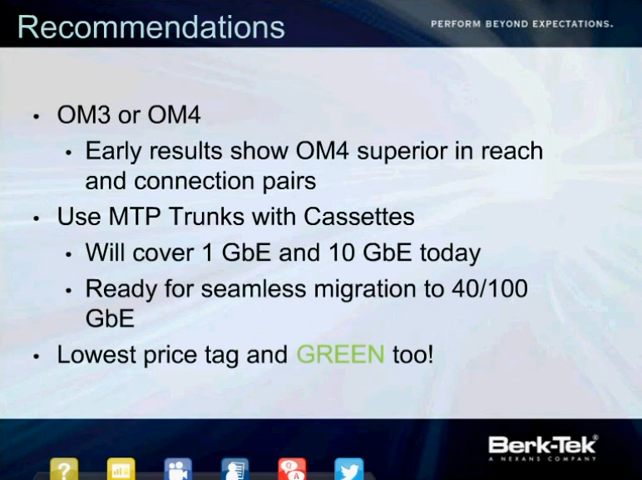 Recommendations
PERFORM BEYOND EXPECTATIONS.
• OM3 or OM4
• Early results show OM4 superior in reach
and connection pairs
• Use MTP Trunks with Cassettes
• Will cover 1 GbE and 10 GbE today
• Ready for seamless migration to 40/100
GbE
• Lowest price tag and GREEN too!
Berk-Tek®
A NEXANS COMPANY
?
Q
A